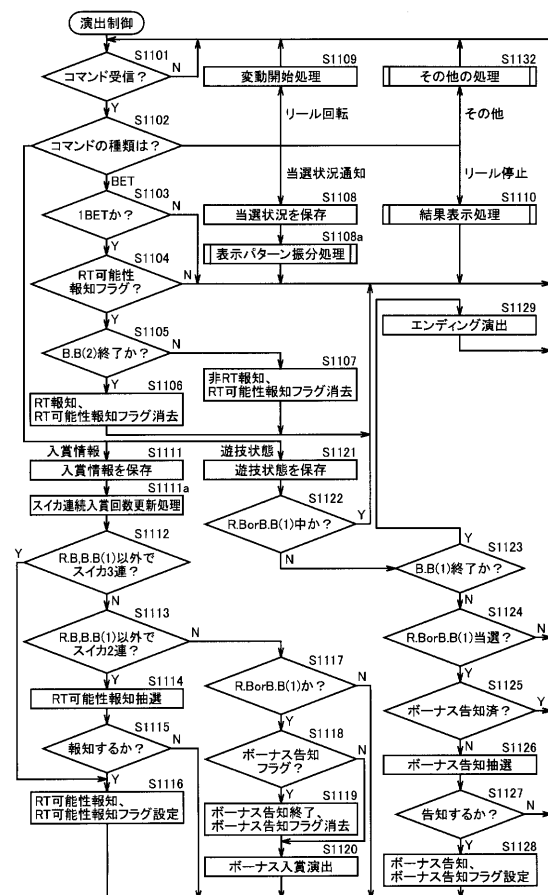 演出制御
S1101
コマンド受信?
N
Y
S1109
変動開始処理
S1132
その他の処理
リール回転
その他
S1102
コマンドの種類は?
BET
当選状況通知
リール停止
S1103
1BETか?
N
Y
S1108
当選状況を保存
S1110
結果表示処理
S1108a
表示パターン振分処理
S1104
RT可能性
報知フラグ?
N
Y
S1129
エンディング演出
S1105
B.B(2)終了か?
N
Y
S1106
RT報知、
RT可能性報知フラグ消去
S1107
非RT報知、
RT可能性報知フラグ消去
入賞情報
S1111
入賞情報を保存
遊技状態
S1121
遊技状態を保存
S1111a
スイカ連続入賞回数更新処理
S1122
R.BorB.B(1)中か?
Y
N
S1112
R.B,B.B(1)以外で
スイカ3連?
Y
N
S1123
B.B(1)終了か?
Y
N
S1113
R.B,B.B(1)以外で
スイカ2連?
N
Y
S1124
R.BorB.B(1)当選?
N
Y
S1114
RT可能性報知抽選
S1117
R.BorB.B(1)か?
N
Y
S1125
ボーナス告知済?
Y
N
S1115
報知するか?
N
Y
S1118
ボーナス告知
フラグ?
N
Y
S1126
ボーナス告知抽選
S1116
RT可能性報知、
RT可能性報知フラグ設定
S1119
ボーナス告知終了、
ボーナス告知フラグ消去
S1127
告知するか?
N
Y
S1120
ボーナス入賞演出
S1128
ボーナス告知、
ボーナス告知フラグ設定